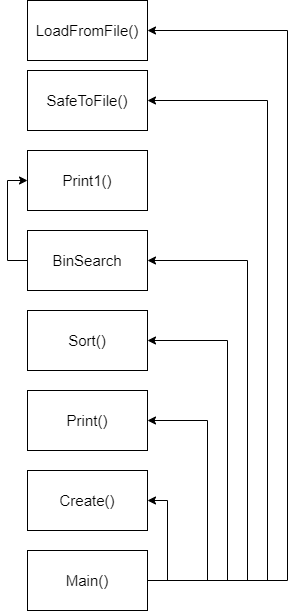 LoadFromFile()
SafeToFile()
Print1()
BinSearch
Sort()
Print()
Create()
Main()